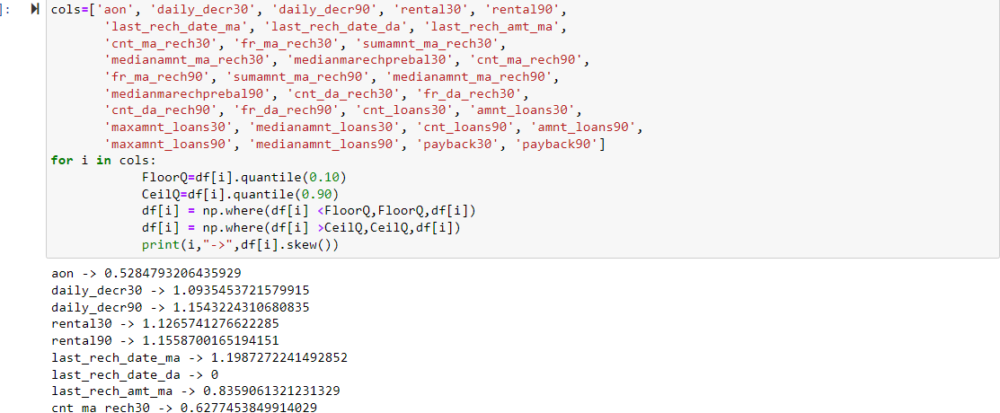 ]:
cols=['aon', 'daily_decr30', 'daily_decr90', 'rental30', 'rental90',
'last_rech_date_ma', 'last_rech_date_da', 'last_rech_amt_ma',
'cnt_ma_rech30', 'fr_ma_rech30', 'sumamnt_ma_rech30',
'medianamnt_ma_rech30', 'medianmarechprebal30', 'cnt_ma_rech90',
'fr_ma_rech90', 'sumamnt_ma_rech90', 'medianamnt_ma_rech90',
'medianmarechprebal90', 'cnt_da_rech30', 'fr_da_rech30',
'cnt_da_rech90', 'fr_da_rech90', 'cnt_loans30', 'amnt_loans30',
'maxamnt_loans30', 'medianamnt_loans30', 'cnt_loans90', 'amnt_loans90',
'maxamnt_loans90', 'medianamnt_loans90', 'payback30', 'payback90']
for i in cols:
FloorQ=df[i].quantile(0.10)
CeilQ=df[i].quantile(0.90)
df[i] = np.where(df[i] <FloorQ,FloorQ,df[i])
df[i] = np.where(df[i] >CeilQ,CeilQ,df[i])
print(i,"->",df[i].skew())
aon -> 0.5284793206435929
daily_decr30 -> 1.0935453721579915
daily_decr90 -> 1.1543224310680835
rental30 -> 1.1265741276622285
rental90 -> 1.1558700165194151
last_rech_date_ma -> 1.1987272241492852
last_rech_date_da -> 0
last_rech_amt_ma -> 0.8359061321231329
cnt_ma_rech30 -> 0.6277453849914029